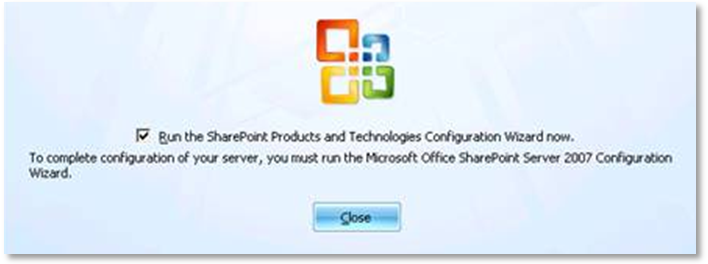 Run the SharePoint Products and Technologies Configuration Wizard now.
To complete configuration of your server, you must run the Microsoft Office SharePoint Server 2007 Configuration
Wizard.
Close